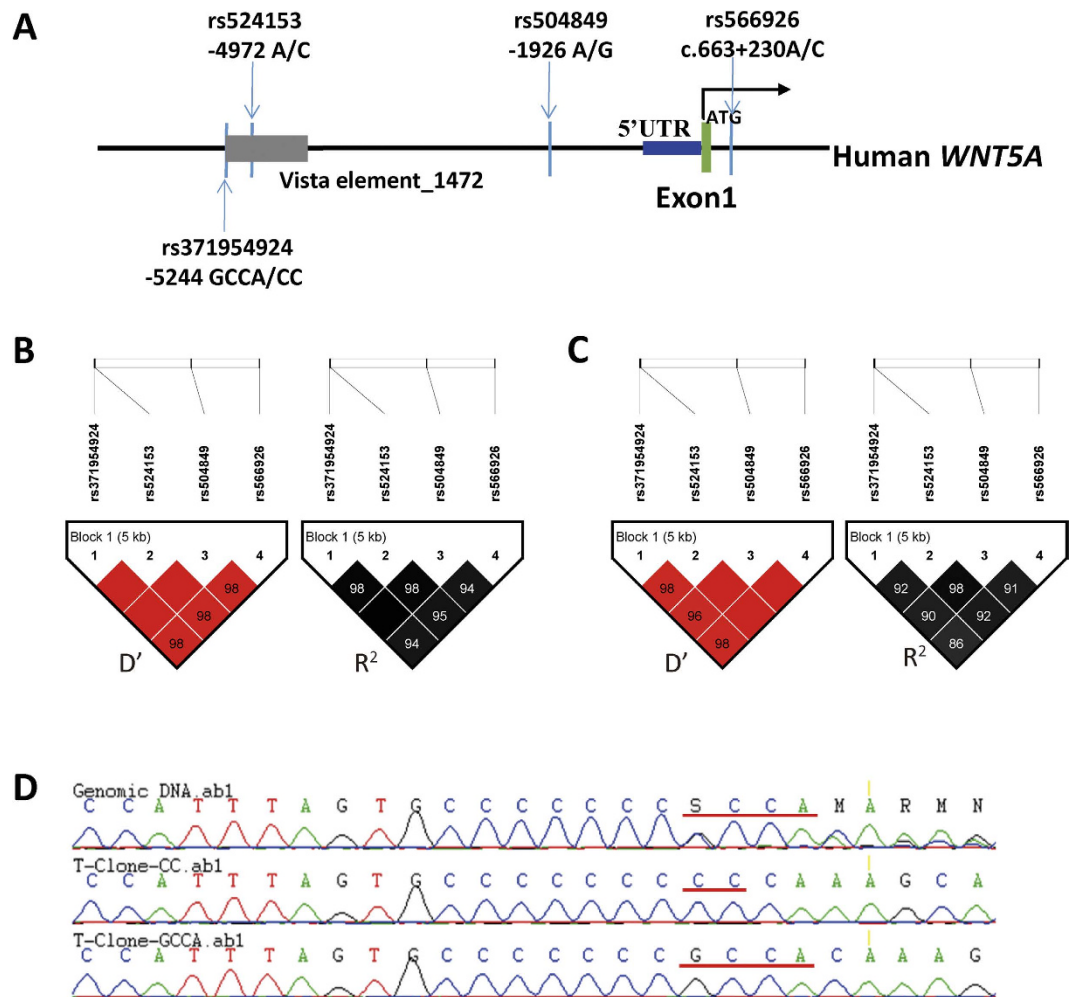 A
rs524153
-4972 A/C
rs504849
-1926 A/G
rs566926
c.663+230A/C
ATG
5'UTR
Human WNT5A
Vista element_1472
Exon1
rs371954924
-5244 GCCA/CC
B
rs371954924
rs524153
rs504849
rs566926
Block 1 (5 kb)
1 2 3 4
98
98
98
D'
rs371954924
rs524153
rs504849
rs566926
Block 1 (5 kb)
1 2 3 4
98 98 94
95
94
R²
C
rs371954924
rs524153
rs504849
rs566926
Block 1 (5 kb)
1 2 3 4
98
96
98
D'
rs371954924
rs524153
rs504849
rs566926
Block 1 (5 kb)
1 2 3 4
92 98 91
90 92
86
R²
D
Genomic DNA.ab1
C C A T T T A G T G C C C C C C C S C C A M A R M N
T-Clone-CC.ab1
C C A T T T A G T G C C C C C C C C C C A A A G C A
T-Clone-GCCA.ab1
C C A T T T A G T G C C C C C C C G C C A C A A A G